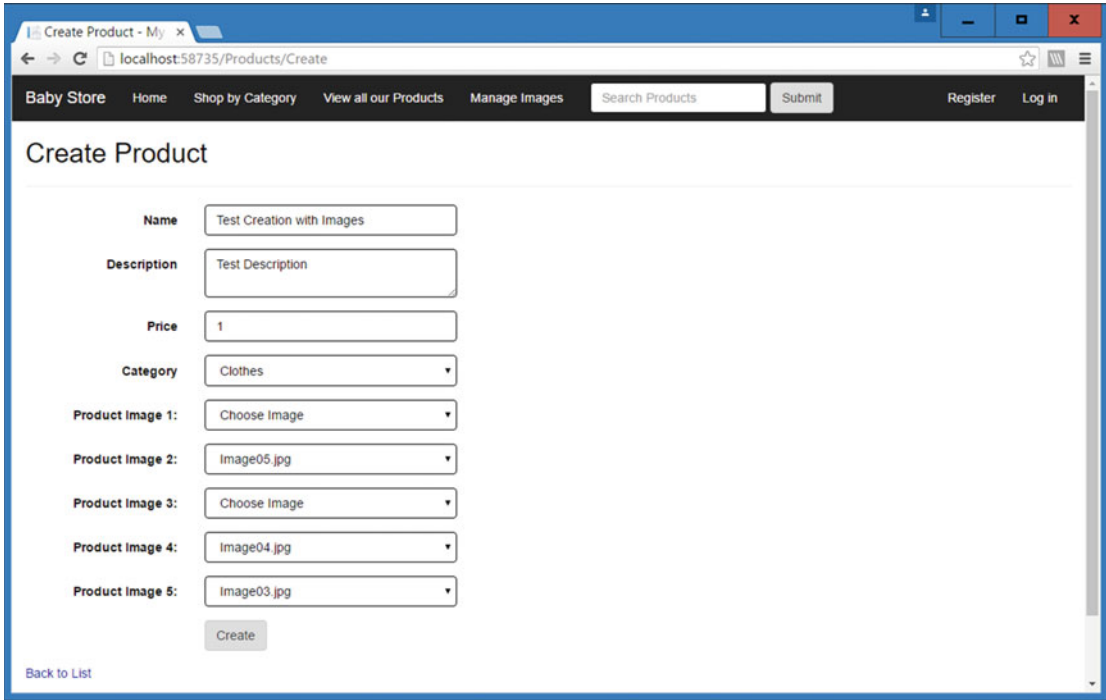 Create Product - My
localhost:58735/Products/Create
Baby Store Home Shop by Category View all our Products Manage Images Search Products Submit Register Log in
Create Product
Name Test Creation with Images
Description Test Description
Price 1
Category Clothes
Product Image 1: Choose Image
Product Image 2: Image05.jpg
Product Image 3: Choose Image
Product Image 4: Image04.jpg
Product Image 5: Image03.jpg
Create
Back to List